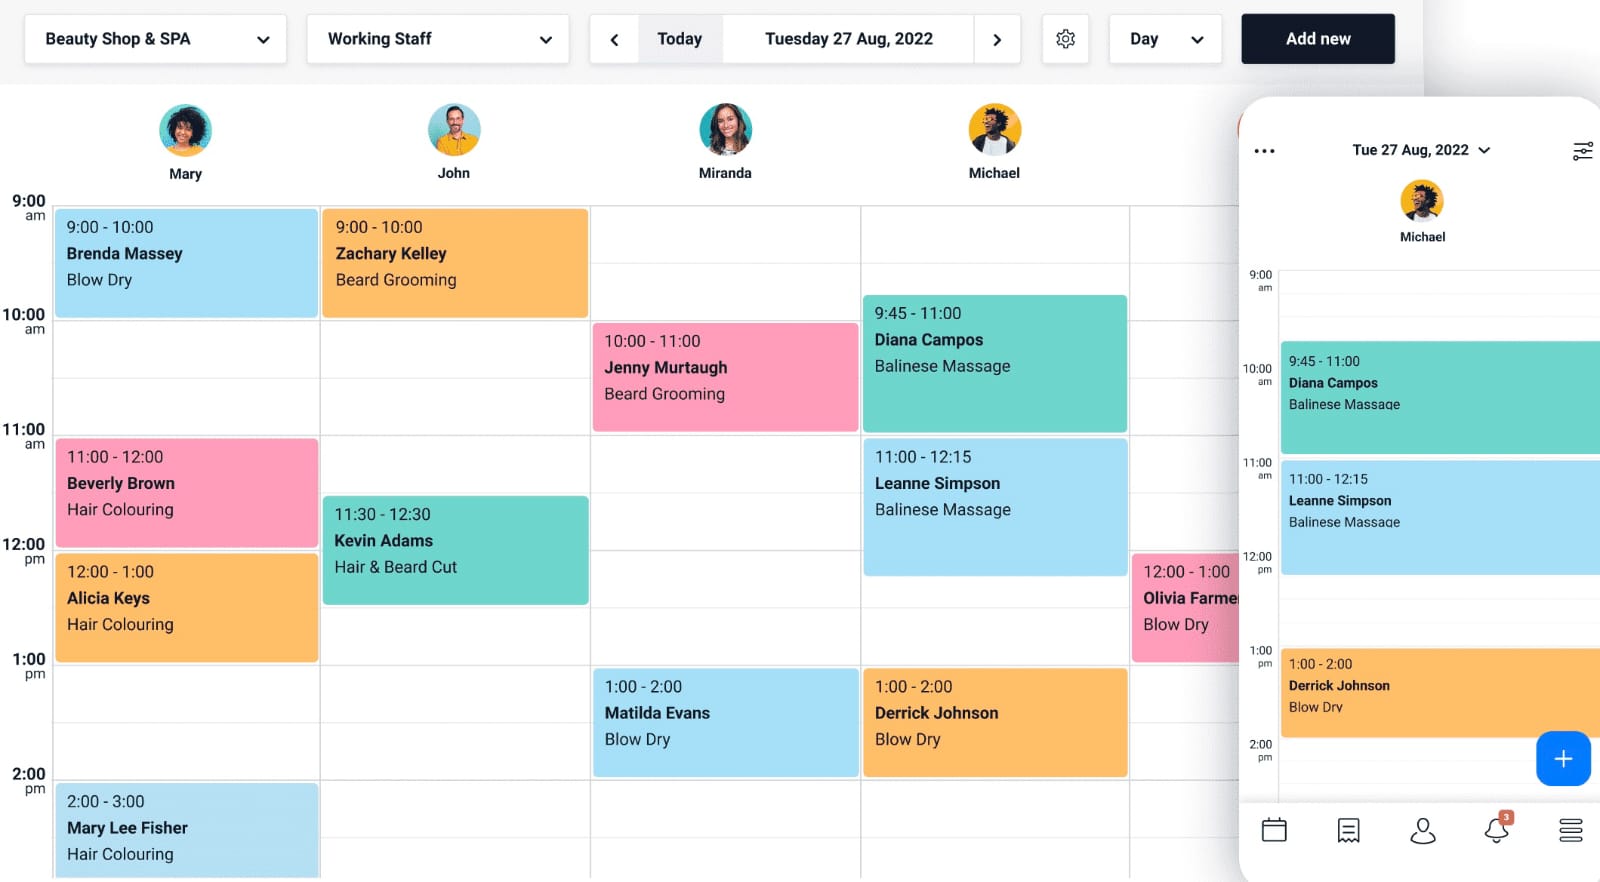 Beauty Shop & SPA
Working Staff
Today
Tuesday 27 Aug, 2022
Day
Add new
Mary
John
Miranda
Michael
9:00
am
10:00
am
11:00
am
12:00
pm
1:00
pm
2:00
pm
9:00 - 10:00
Brenda Massey
Blow Dry
11:00 - 12:00
Beverly Brown
Hair Colouring
12:00 - 1:00
Alicia Keys
Hair Colouring
2:00 - 3:00
Mary Lee Fisher
Hair Colouring
9:00 - 10:00
Zachary Kelley
Beard Grooming
11:30 - 12:30
Kevin Adams
Hair & Beard Cut
10:00 - 11:00
Jenny Murtaugh
Beard Grooming
1:00 - 2:00
Matilda Evans
Blow Dry
9:45 - 11:00
Diana Campos
Balinese Massage
11:00 - 12:15
Leanne Simpson
Balinese Massage
1:00 - 2:00
Derrick Johnson
Blow Dry
12:00 - 1:00
Olivia Farme
Blow Dry
Tue 27 Aug, 2022
Michael
9:00
am
10:00
am
11:00
am
12:00
pm
1:00
pm
2:00
pm
9:45 - 11:00
Diana Campos
Balinese Massage
11:00 - 12:15
Leanne Simpson
Balinese Massage
1:00 - 2:00
Derrick Johnson
Blow Dry
3